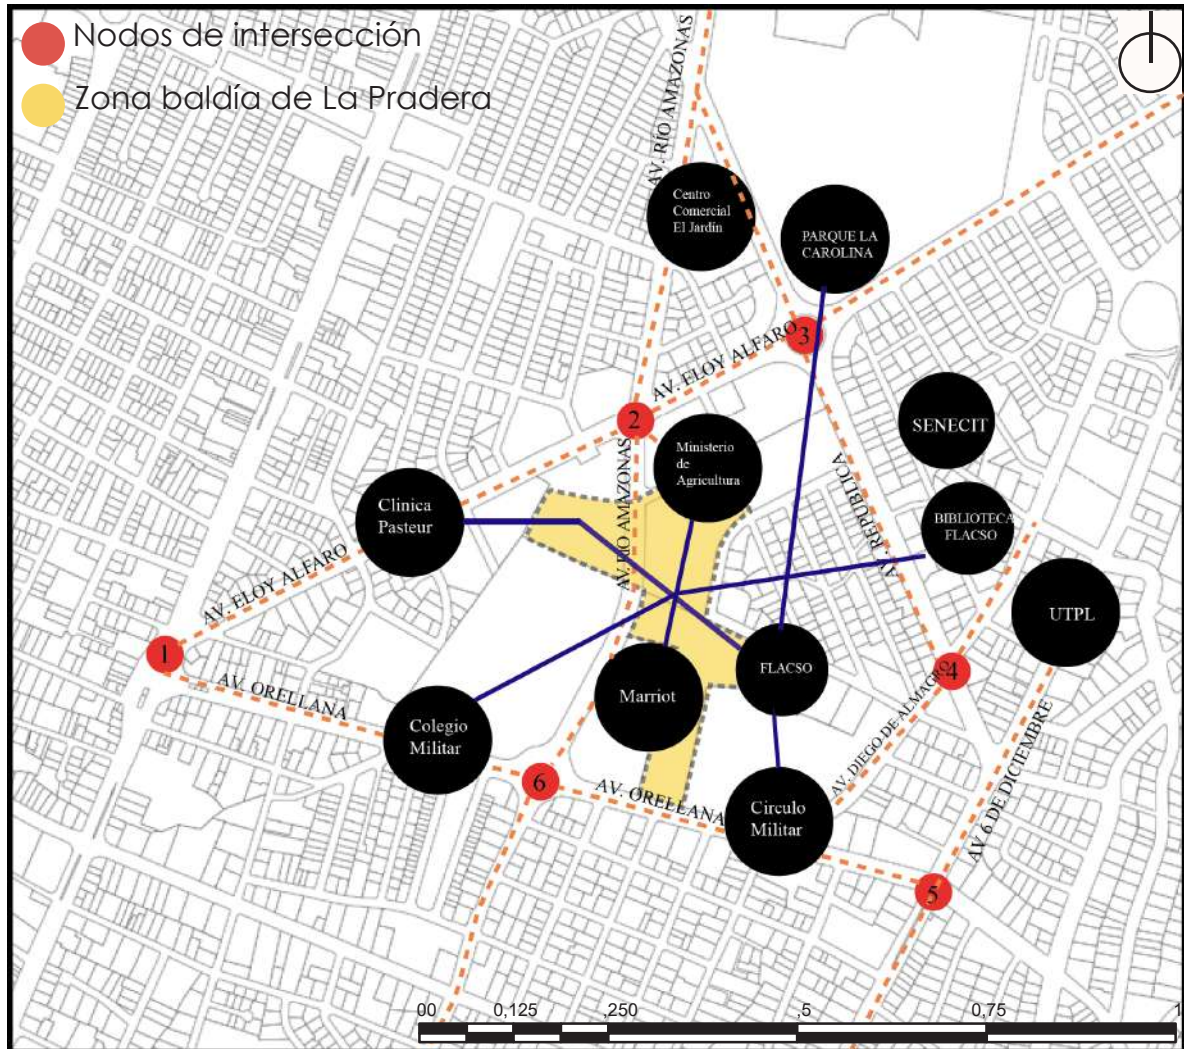 Nodos de intersección
Zona baldía de La Pradera
AV. RÍO AMAZONAS
Centro
Comercial
El Jardín
PARQUE LA
CAROLINA
3
AV. ELOY ALFARO
2
SENECIT
Ministerio
de
Agricultura
AV. RÍO AMAZONAS
AV. REPUBLICA
Clinica
Pasteur
BIBLIOTECA
FLACSO
AV. ELOY ALFARO
UTPL
1
FLACSO
4
AV. ORELLANA
Marriot
Colegio
Militar
AV. DIEGO DE ALMAGRO
AV 6 DE DICIEMBRE
6
AV. ORELLANA
Circulo
Militar
5
00 0,125 ,250 ,5 0,75 1